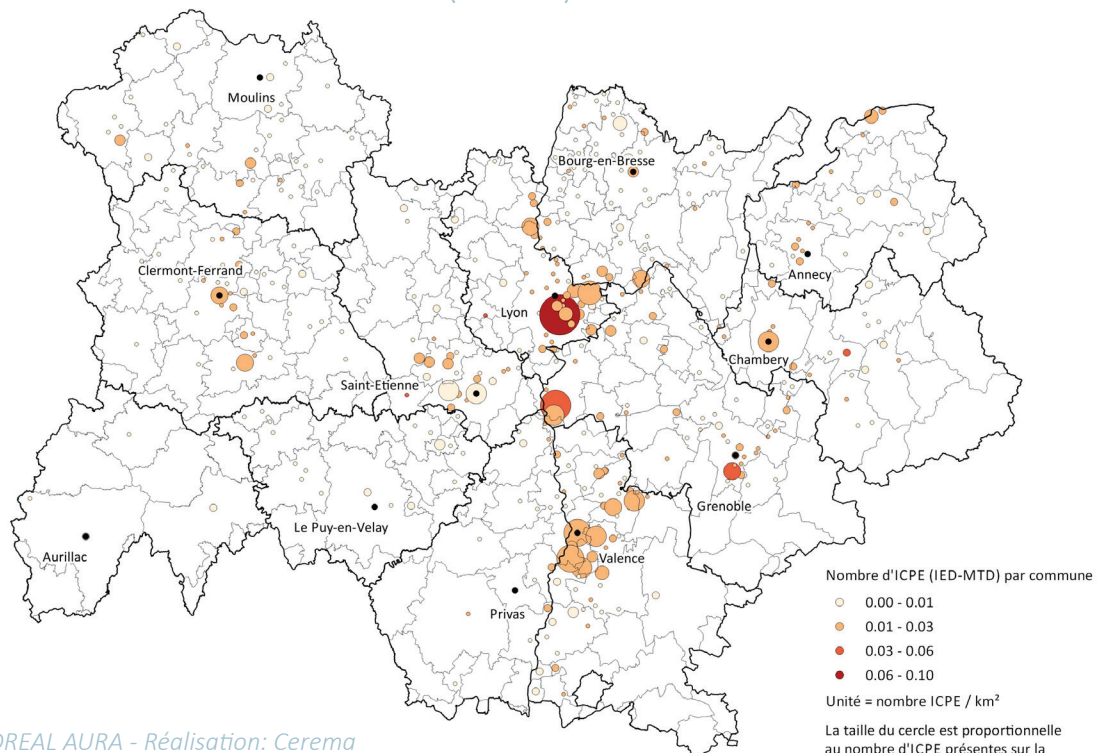 Moulins
Bourg-en-Bresse
Clermont-Ferrand
Annecy
Lyon
Chambery
Saint-Etienne
Le Puy-en-Velay
Grenoble
Aurillac
Valence
Privas
Nombre d'ICPE (IED-MTD) par commune
0.00 - 0.01
0.01 - 0.03
0.03 - 0.06
0.06 - 0.10
Unité = nombre ICPE / km²
La taille du cercle est proportionnelle
au nombre d'ICPE présentes sur la
DREAL AURA - Réalisation: Cerema